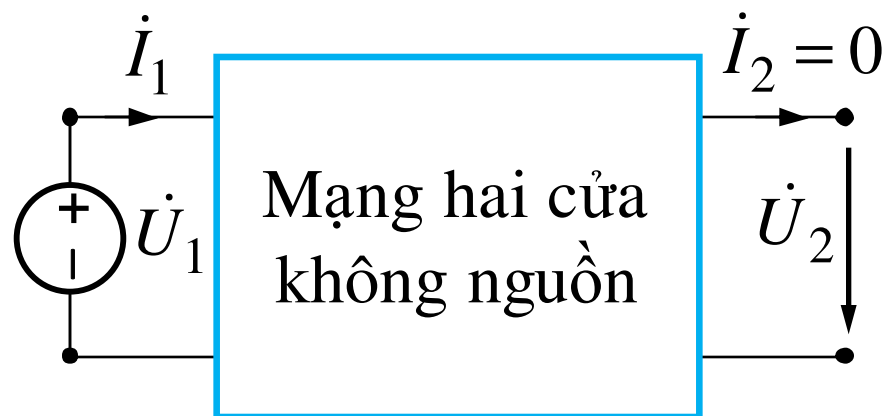 İ₁
İ₂ = 0
+
U̇₁
−
Mạng hai cửa
không nguồn
U̇₂